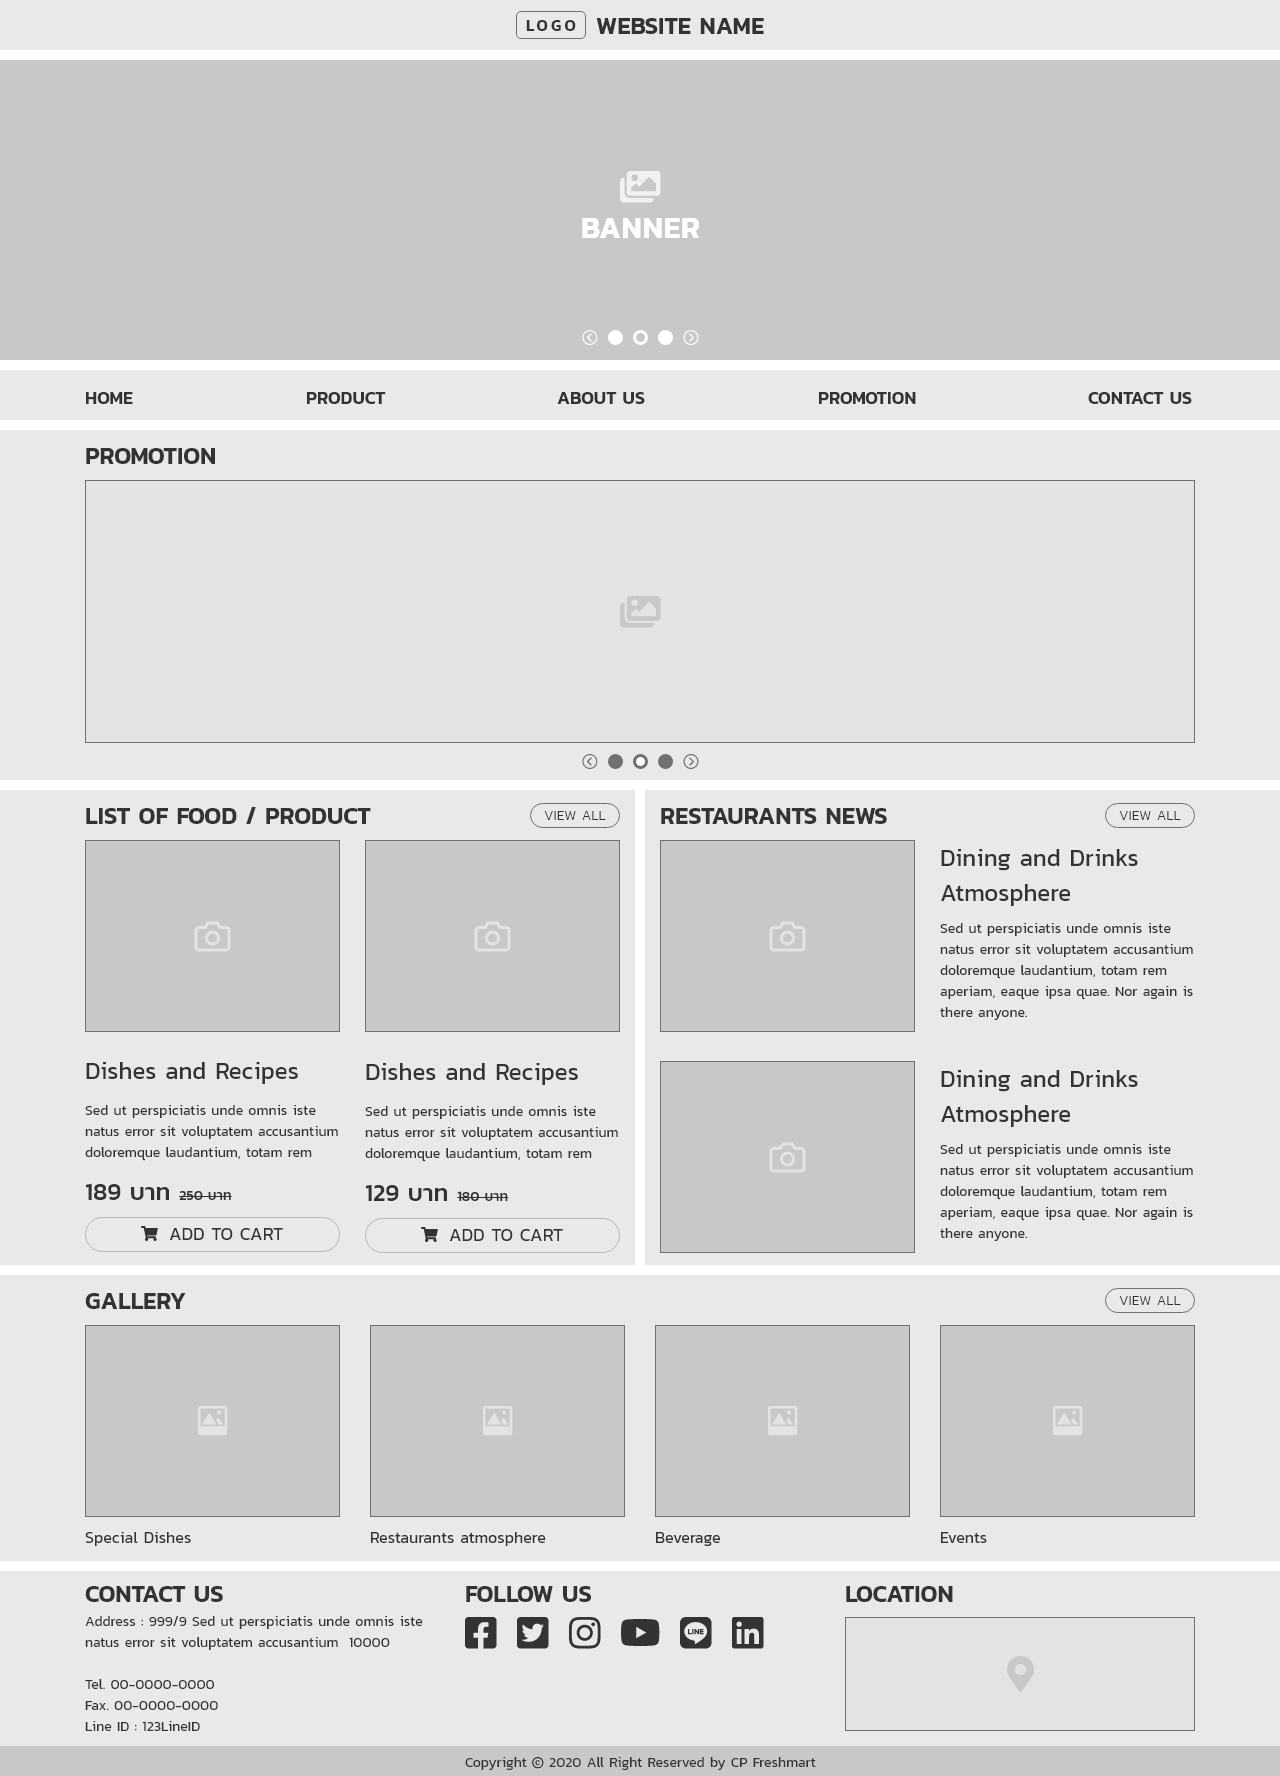 LOGO WEBSITE NAME
BANNER
HOME PRODUCT ABOUT US PROMOTION CONTACT US
PROMOTION
LIST OF FOOD / PRODUCT VIEW ALL
Dishes and Recipes
Sed ut perspiciatis unde omnis iste
natus error sit voluptatem accusantium
doloremque laudantium, totam rem
189 บาท 250 บาท
ADD TO CART
Dishes and Recipes
Sed ut perspiciatis unde omnis iste
natus error sit voluptatem accusantium
doloremque laudantium, totam rem
129 บาท 180 บาท
ADD TO CART
RESTAURANTS NEWS VIEW ALL
Dining and Drinks
Atmosphere
Sed ut perspiciatis unde omnis iste
natus error sit voluptatem accusantium
doloremque laudantium, totam rem
aperiam, eaque ipsa quae. Nor again is
there anyone.
Dining and Drinks
Atmosphere
Sed ut perspiciatis unde omnis iste
natus error sit voluptatem accusantium
doloremque laudantium, totam rem
aperiam, eaque ipsa quae. Nor again is
there anyone.
GALLERY VIEW ALL
Special Dishes
Restaurants atmosphere
Beverage
Events
CONTACT US
Address : 999/9 Sed ut perspiciatis unde omnis iste
natus error sit voluptatem accusantium 10000
Tel. 00-0000-0000
Fax. 00-0000-0000
Line ID : 123LineID
FOLLOW US
LINE
LOCATION
Copyright © 2020 All Right Reserved by CP Freshmart